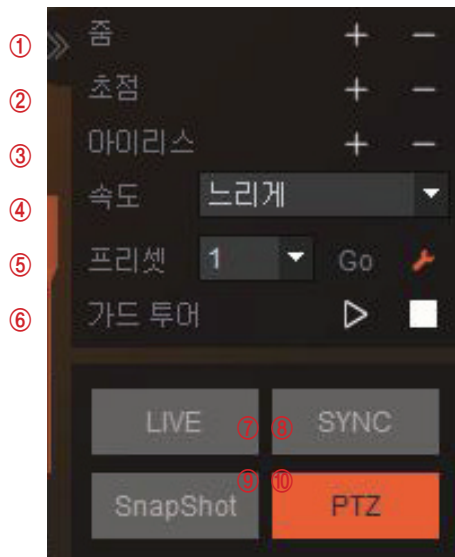 ① 줌 + −
② 초점 + −
③ 아이리스 + −
④ 속도 느리게
⑤ 프리셋 1 Go
⑥ 가드 투어
LIVE ⑦ ⑧ SYNC
SnapShot ⑨ ⑩ PTZ